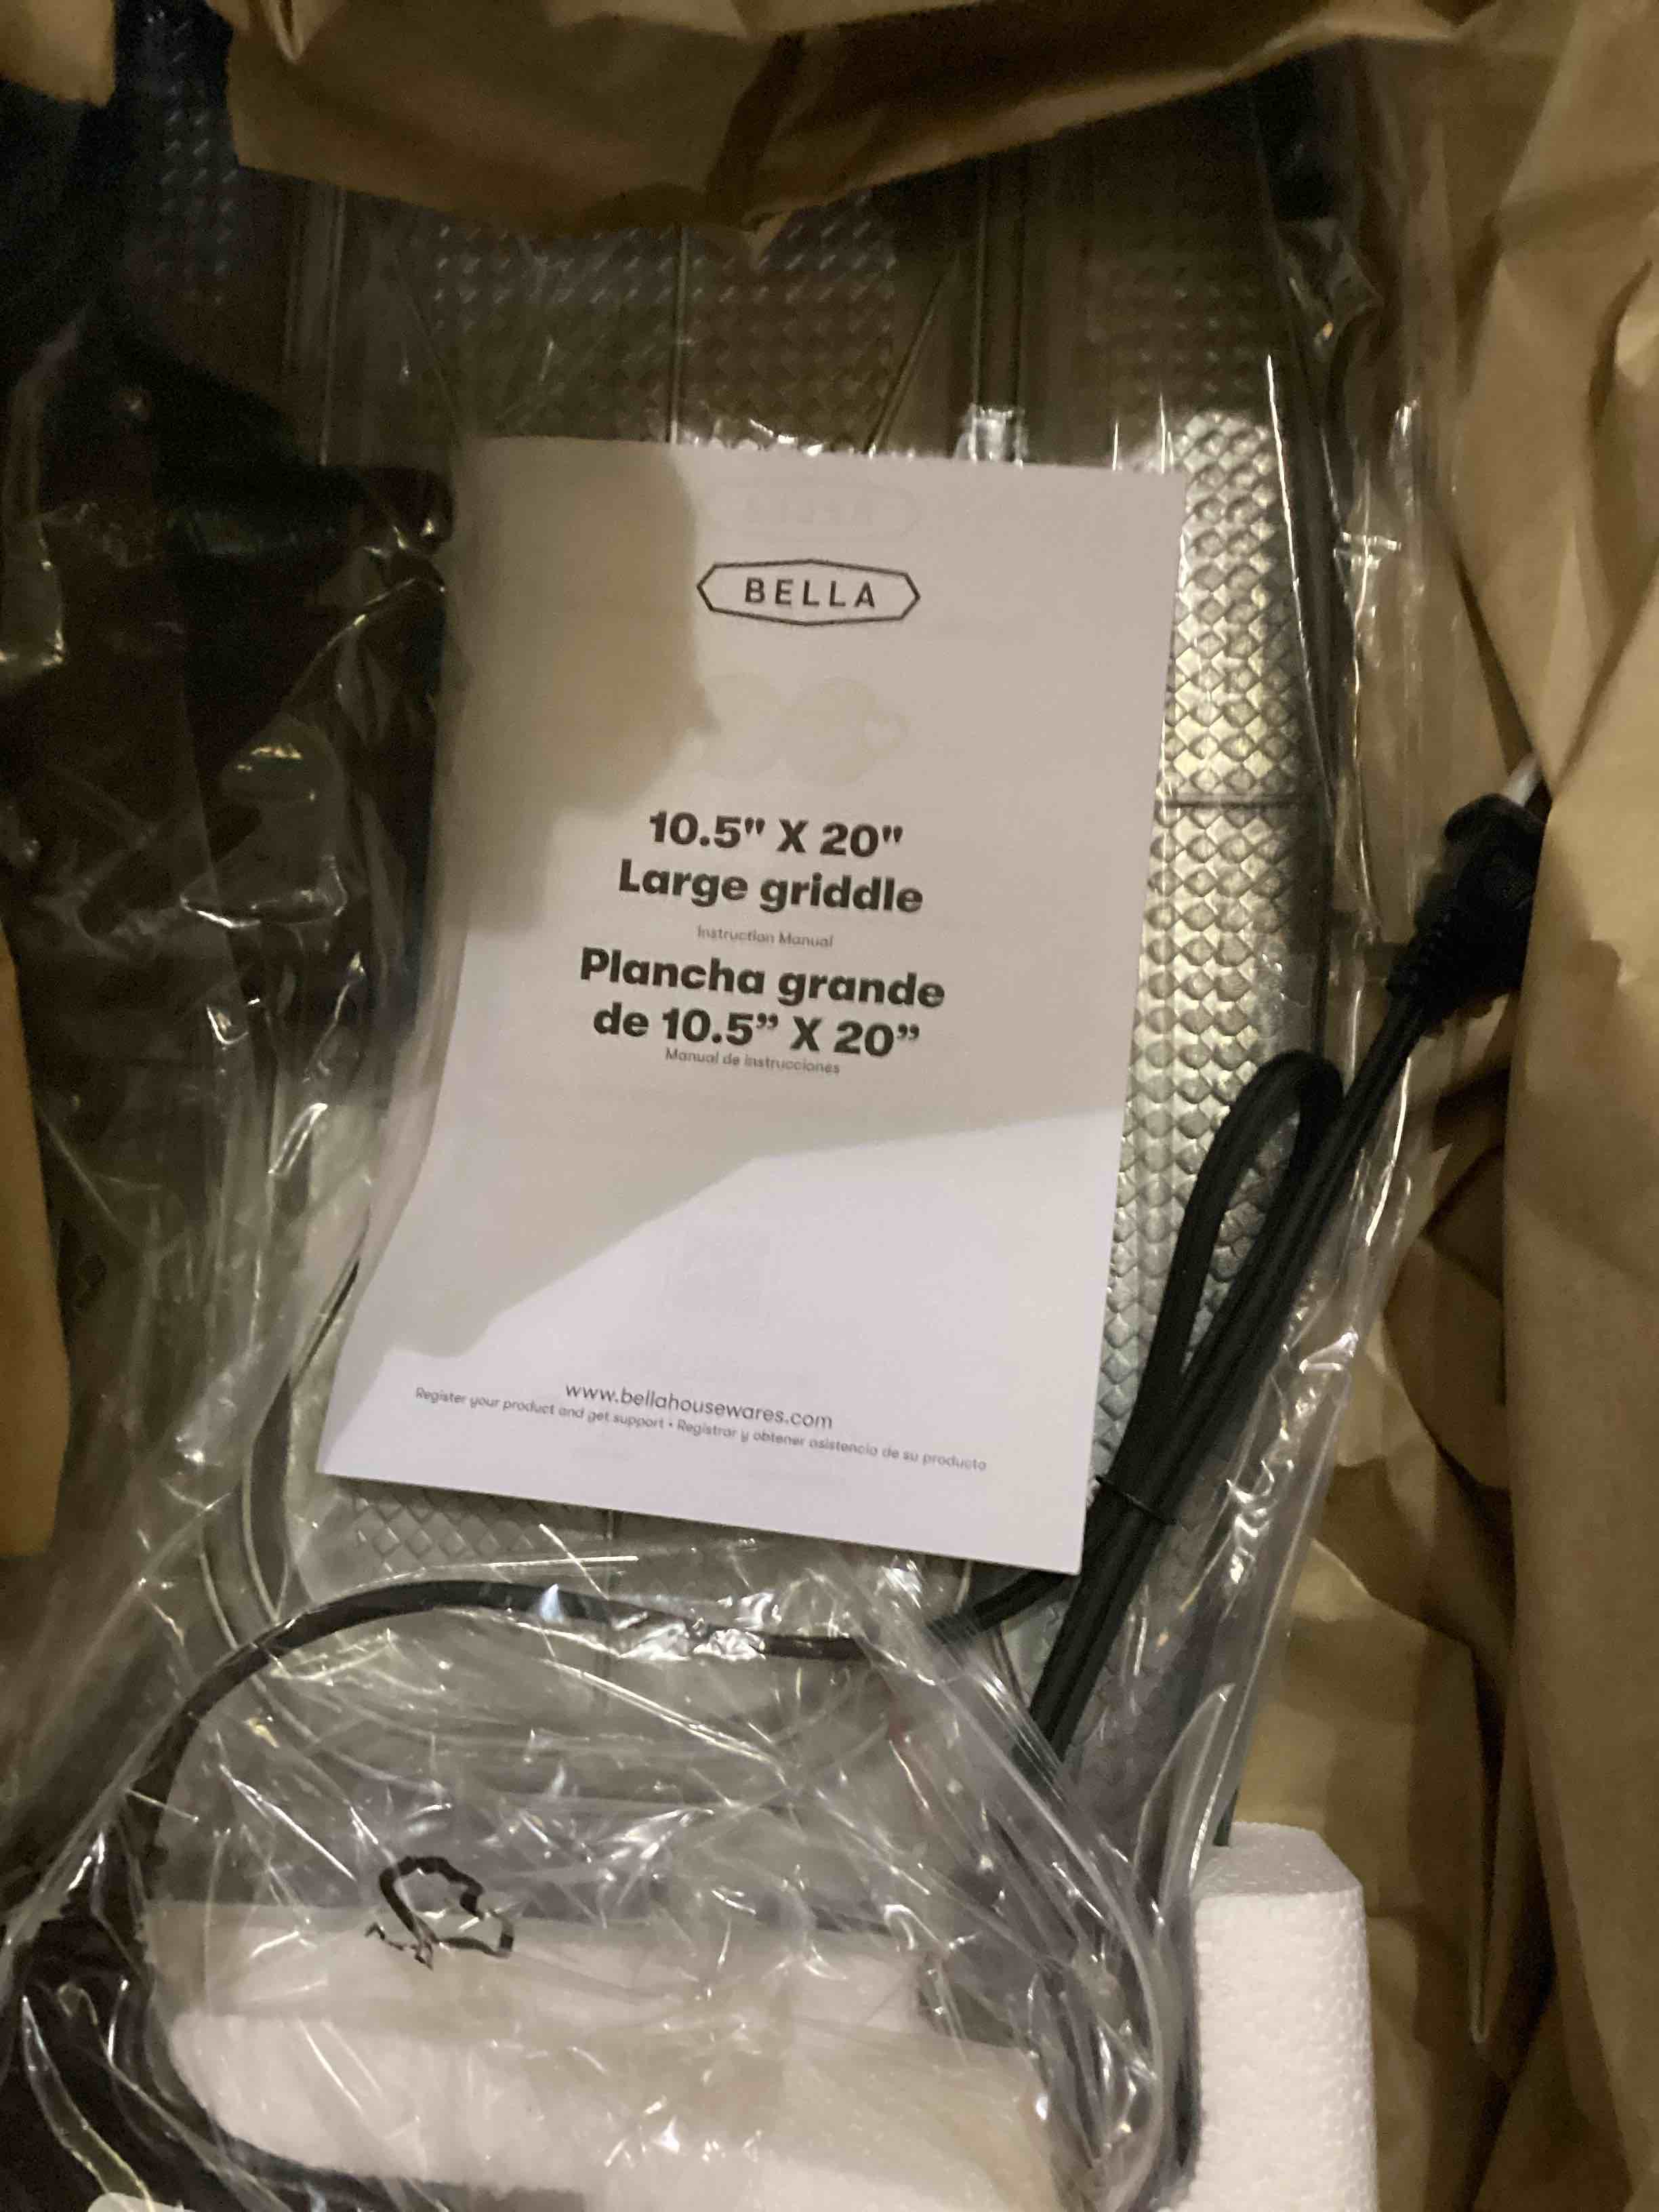 BELLA
10.5" X 20"
Large griddle
Instruction Manual
Plancha grande
de 10.5” X 20”
Manual de instrucciones
www.bellahousewares.com
Register your product and get support • Registrar y obtener asistencia de su producto